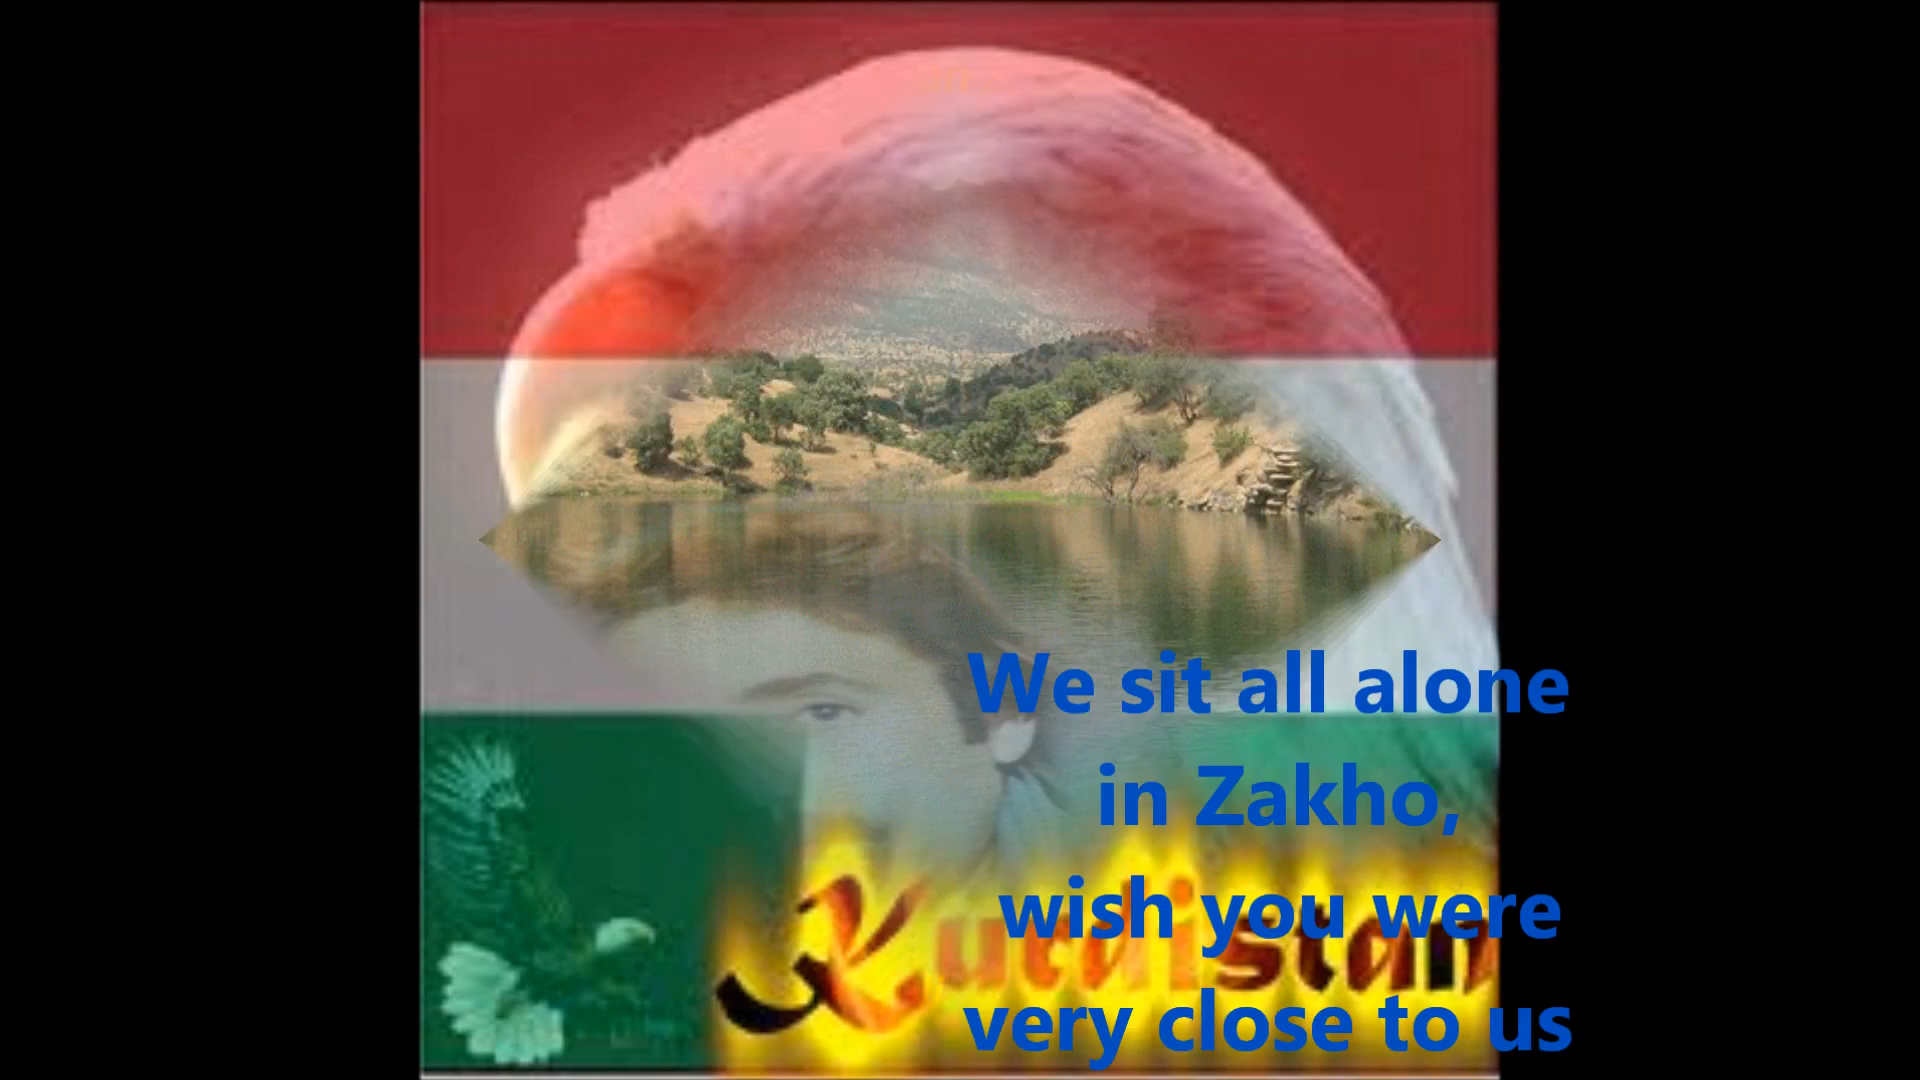 We sit all alone
in Zakho,
wish you were
Kurdistan
very close to us